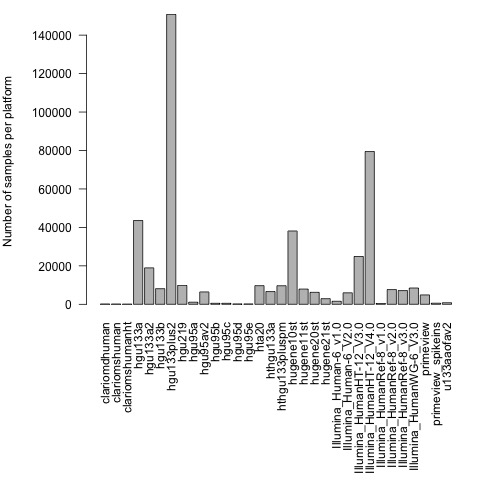 Number of samples per platform
140000
120000
100000
80000
60000
40000
20000
0
clariomdhuman
clariomshuman
clariomshumanht
hgu133a
hgu133a2
hgu133b
hgu133plus2
hgu219
hgu95a
hgu95av2
hgu95b
hgu95c
hgu95d
hgu95e
hta20
hthgu133a
hthgu133pluspm
hugene10st
hugene11st
hugene20st
hugene21st
Illumina_Human-6_v1.0
Illumina_Human-6_V2.0
Illumina_HumanHT-12_V3.0
Illumina_HumanHT-12_V4.0
Illumina_HumanRef-8_v1.0
Illumina_HumanRef-8_V2.0
Illumina_HumanRef-8_V3.0
Illumina_HumanWG-6_V3.0
primeview
primeview_spikeins
u133aaofav2